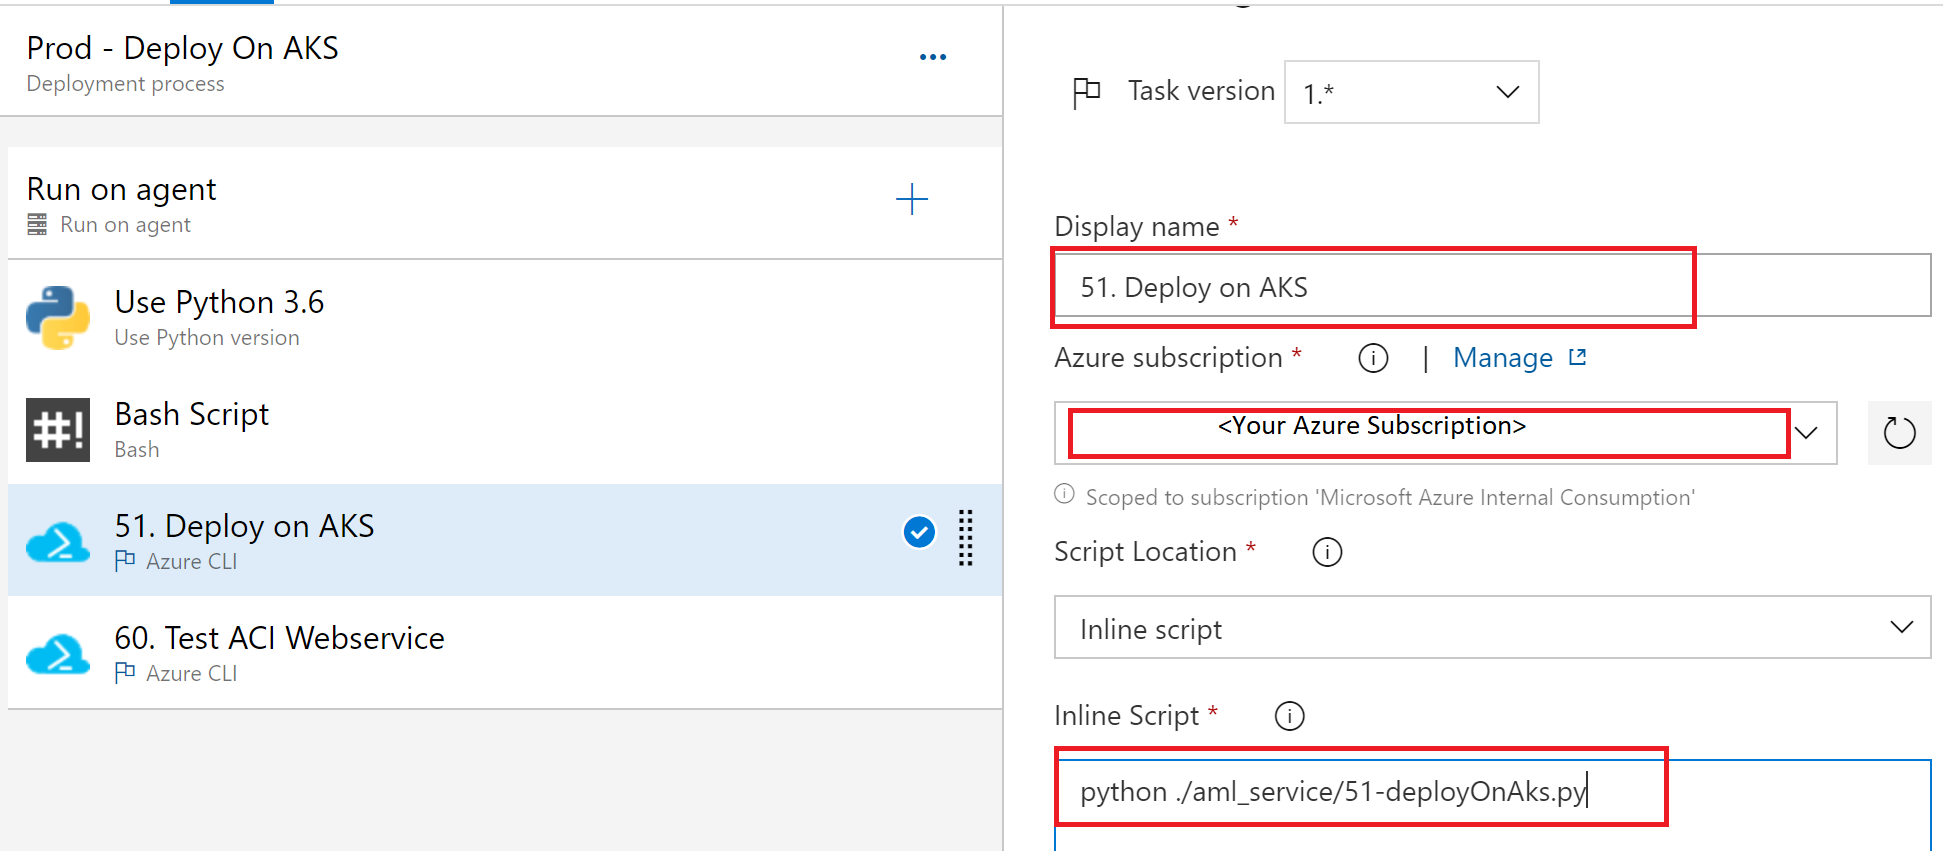 Prod - Deploy On AKS
Deployment process
Run on agent
Run on agent
Use Python 3.6
Use Python version
#!
Bash Script
Bash
51. Deploy on AKS
Azure CLI
60. Test ACI Webservice
Azure CLI
Task version 1.*
Display name *
51. Deploy on AKS
Azure subscription * | Manage
<Your Azure Subscription>
Scoped to subscription 'Microsoft Azure Internal Consumption'
Script Location *
Inline script
Inline Script *
python ./aml_service/51-deployOnAks.py